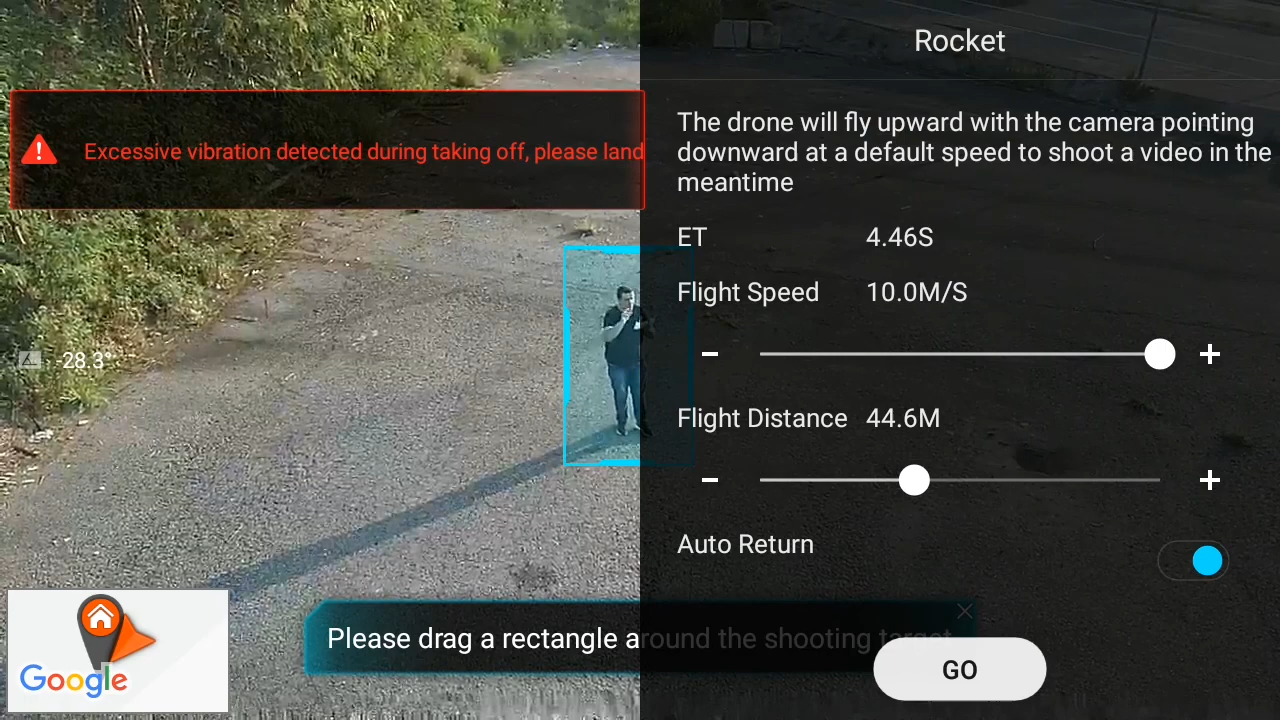 Rocket
Excessive vibration detected during taking off, please land
The drone will fly upward with the camera pointing
downward at a default speed to shoot a video in the
meantime
ET 4.46S
Flight Speed 10.0M/S
-28.3°
Flight Distance 44.6M
Auto Return
Please drag a rectangle around the shooting target
GO
Google